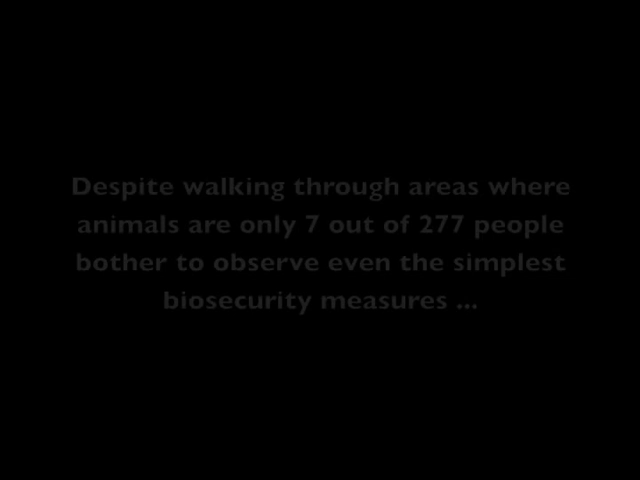 Despite walking through areas where
animals are only 7 out of 277 people
bother to observe even the simplest
biosecurity measures ...